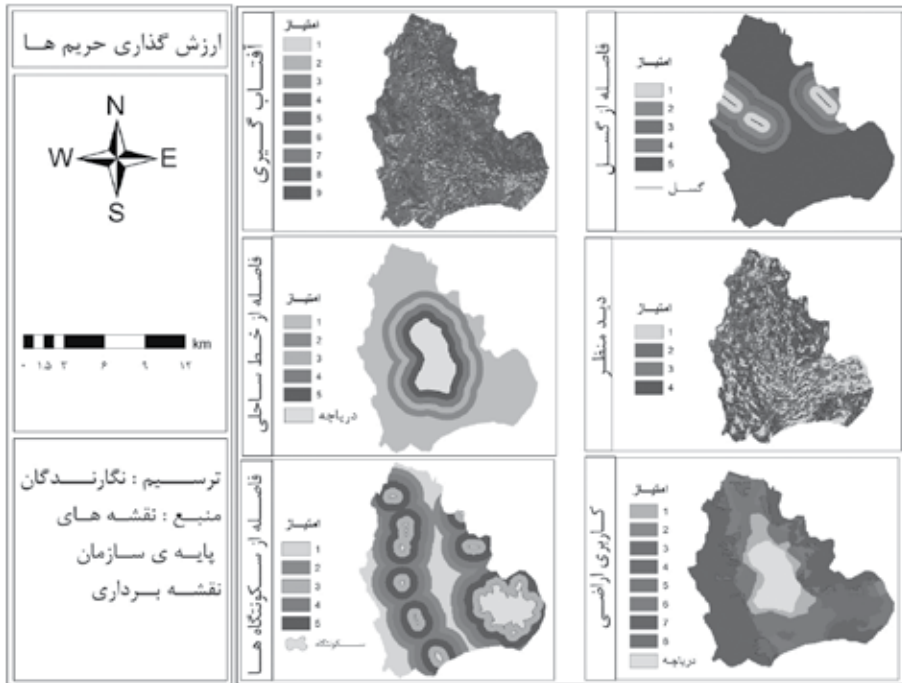 ارزش گذاری حریم ها
N
W E
S
km
۰ ۱.۵ ۳ ۶ ۹ ۱۲
ترسیم : نگارندگان
منبع : نقشه های
پایه ی سازمان
نقشه برداری
فاصله از گسل
امتیاز
1
2
3
4
5
گسل
آفتاب گیری
امتیاز
1
2
3
4
5
6
7
8
9
دید منظر
امتیاز
1
2
3
4
فاصله از خط ساحلی
امتیاز
1
2
3
4
5
دریاچه
کاربری اراضی
امتیاز
1
2
3
4
5
6
7
8
دریاچه
فاصله از سکونتگاه ها
امتیاز
1
2
3
4
5
سکونتگاه